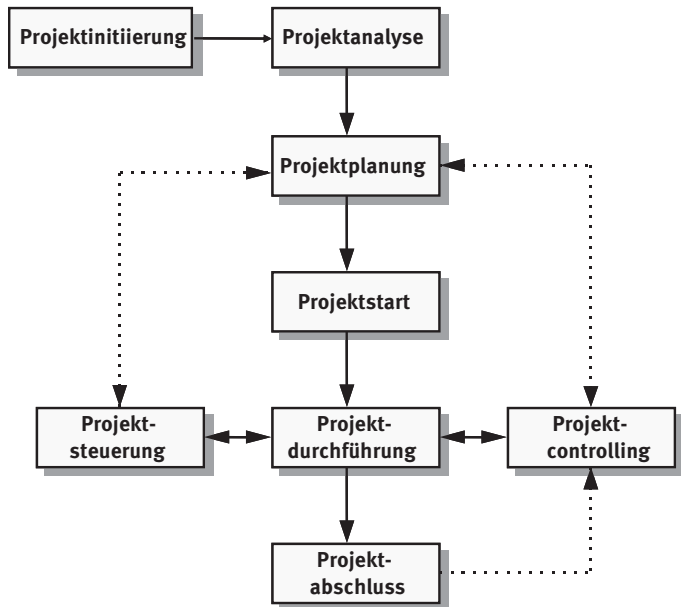 Projektinitiierung
Projektanalyse
Projektplanung
Projektstart
Projekt-
steuerung
Projekt-
durchführung
Projekt-
controlling
Projekt-
abschluss